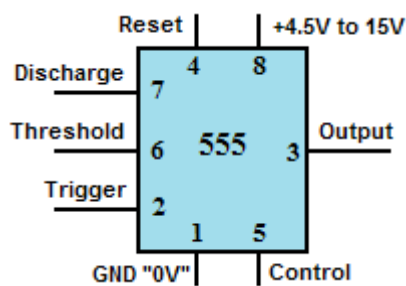 Reset +4.5V to 15V
4 8
Discharge
7
Threshold 6 555 3 Output
Trigger
2
1 5
GND "0V" Control